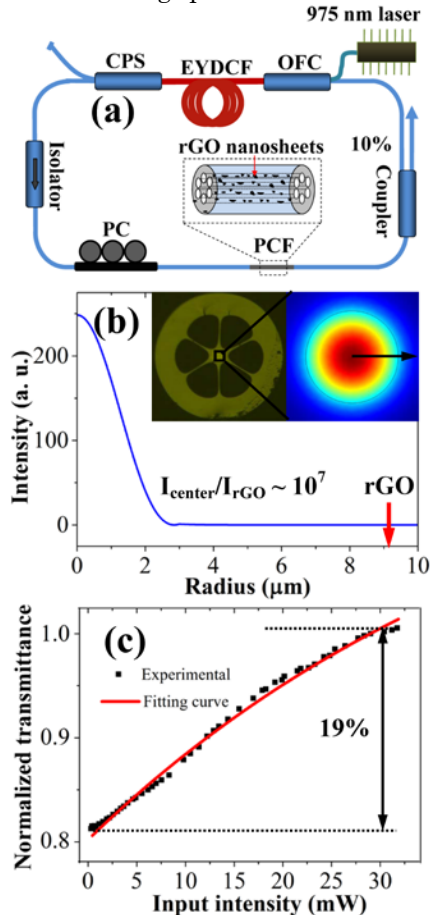 975 nm laser
CPS EYDCF OFC
(a)
Isolator
rGO nanosheets
10%
Coupler
PC
PCF
(b)
Intensity (a. u.)
200
100
0
I_center/I_rGO ~ 10^7
rGO
0 2 4 6 8 10
Radius (μm)
(c)
Normalized transmittance
1.0
0.9
0.8
Experimental
Fitting curve
19%
0 5 10 15 20 25 30
Input intensity (mW)